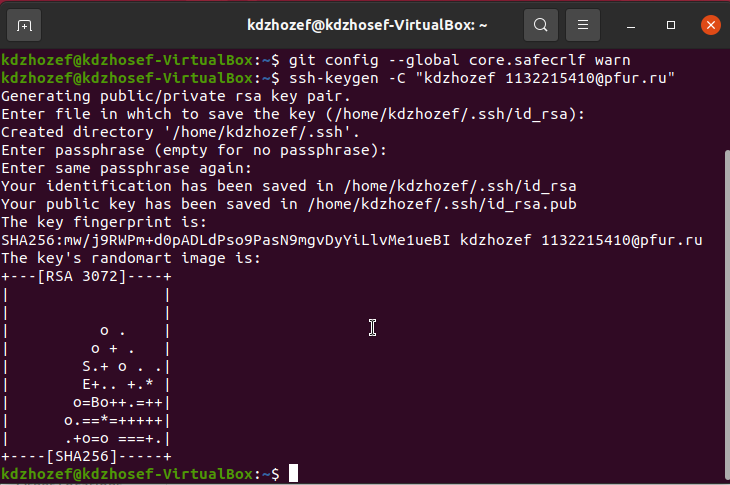 kdzhozef@kdzhosef-VirtualBox: ~
kdzhozef@kdzhosef-VirtualBox:~$ git config --global core.safecrlf warn
kdzhozef@kdzhosef-VirtualBox:~$ ssh-keygen -C "kdzhozef 1132215410@pfur.ru"
Generating public/private rsa key pair.
Enter file in which to save the key (/home/kdzhozef/.ssh/id_rsa):
Created directory '/home/kdzhozef/.ssh'.
Enter passphrase (empty for no passphrase):
Enter same passphrase again:
Your identification has been saved in /home/kdzhozef/.ssh/id_rsa
Your public key has been saved in /home/kdzhozef/.ssh/id_rsa.pub
The key fingerprint is:
SHA256:mw/j9RWPm+d0pADLdPso9PasN9mgvDyYiLlvMe1ueBI kdzhozef 1132215410@pfur.ru
The key's randomart image is:
+---[RSA 3072]----+
|                 |
|                 |
|          o .    |
|         o + .   |
|        S.+ o . .|
|        E+.. +.* |
|       o=Bo++.=++|
|      o.==*=+++++|
|      .+o=o ===+.|
+----[SHA256]-----+
kdzhozef@kdzhosef-VirtualBox:~$